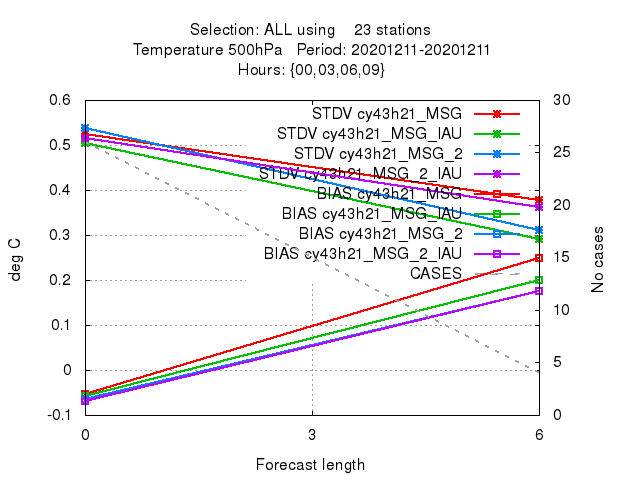 Selection: ALL using    23 stations
Temperature 500hPa   Period: 20201211-20201211
Hours: {00,03,06,09}
0.6
0.5
0.4
0.3
0.2
0.1
0
-0.1
deg C
STDV cy43h21_MSG
STDV cy43h21_MSG_IAU
STDV cy43h21_MSG_2
STDV cy43h21_MSG_2_IAU
BIAS cy43h21_MSG
BIAS cy43h21_MSG_IAU
BIAS cy43h21_MSG_2
BIAS cy43h21_MSG_2_IAU
CASES
30
25
20
15
10
5
0
No cases
0 3 6
Forecast length